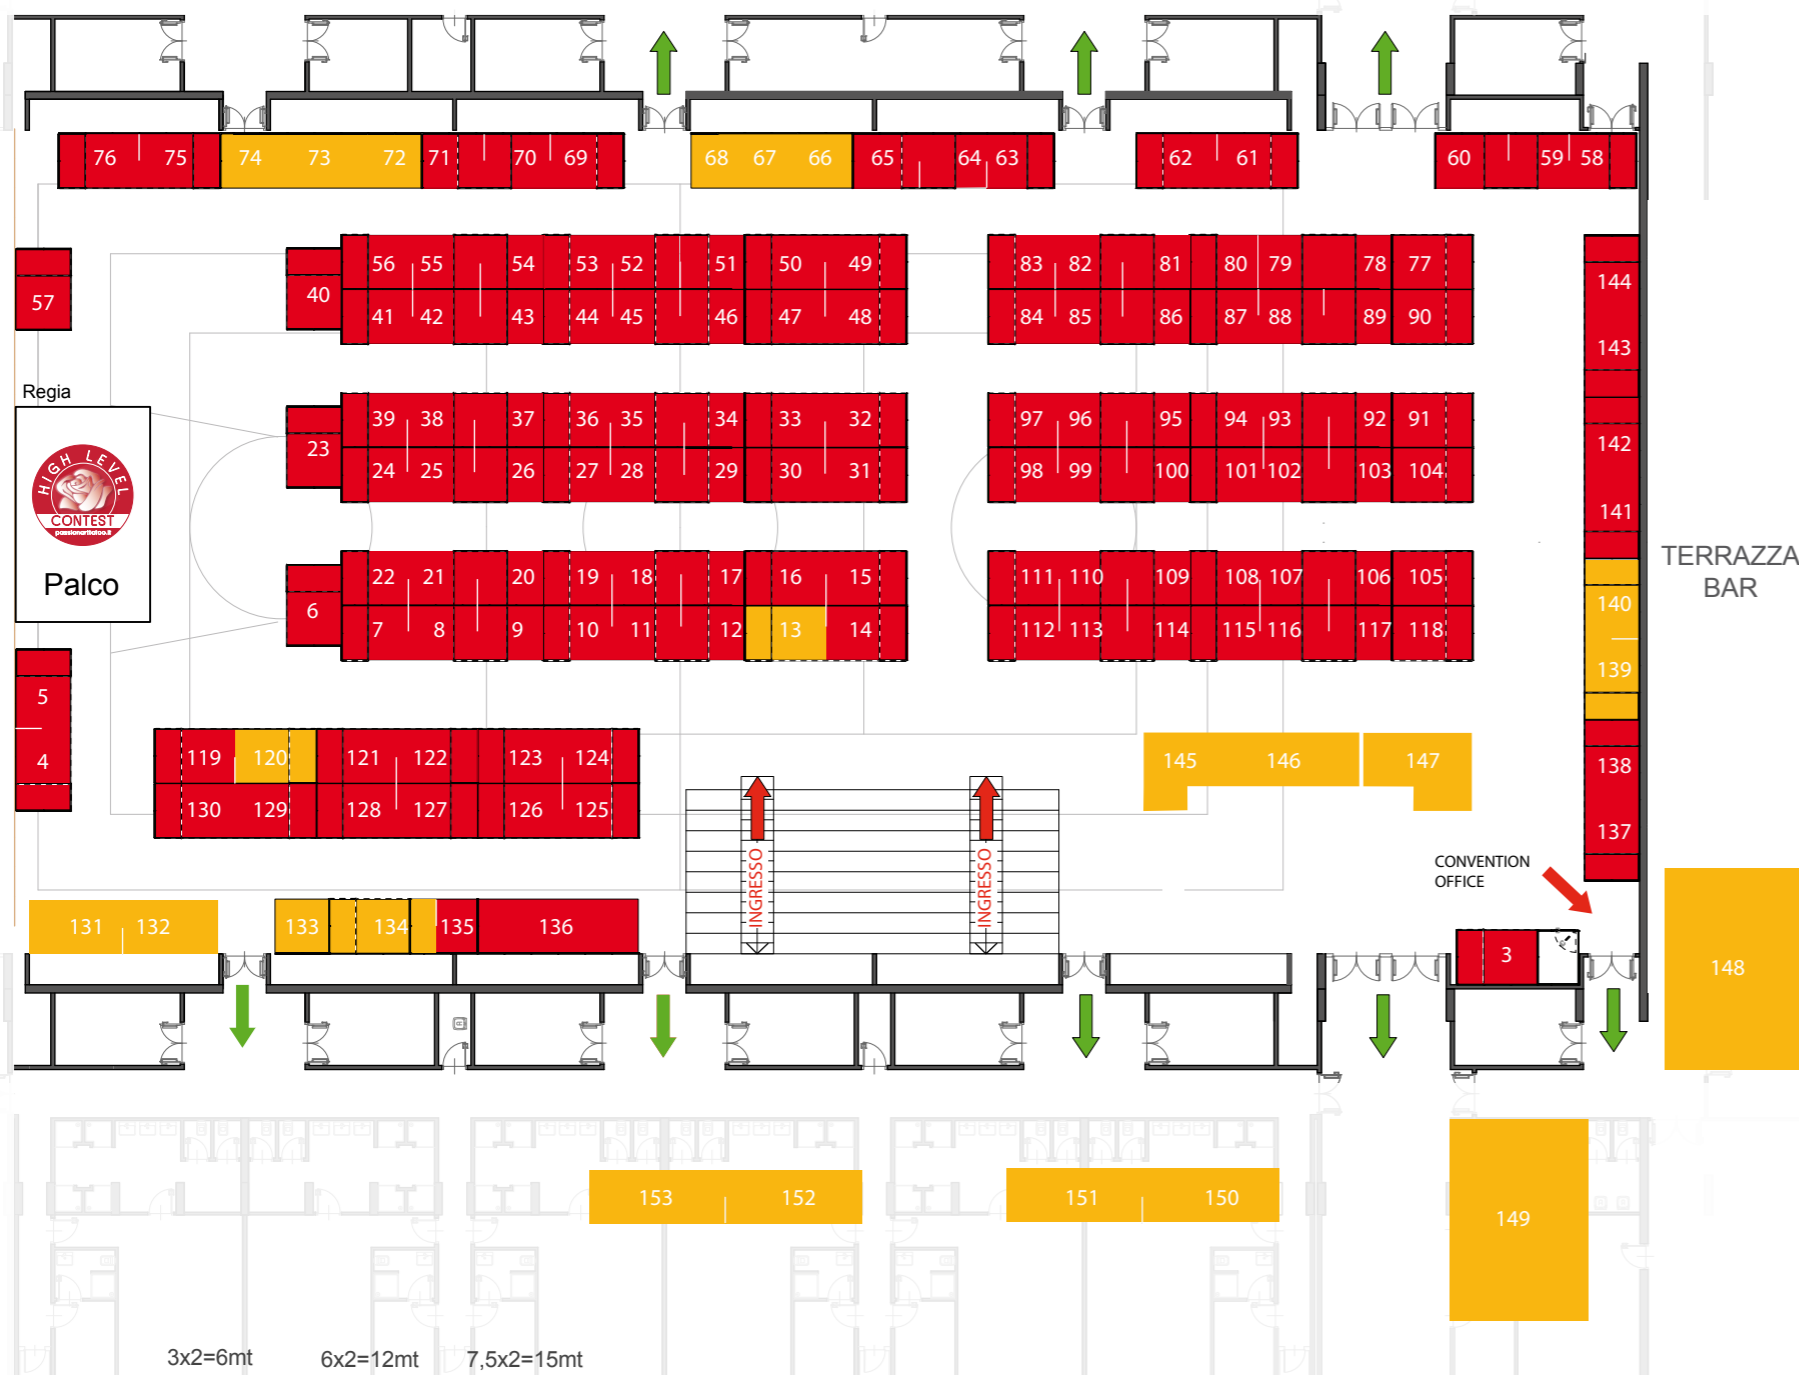 76 75 74 73 72 71 70 69 68 67 66 65 64 63 62 61 60 59 58
56 55 54 53 52 51 50 49 83 82 81 80 79 78 77
57 40 144
41 42 43 44 45 46 47 48 84 85 86 87 88 89 90
143
Regia
39 38 37 36 35 34 33 32 97 96 95 94 93 92 91
23 142
24 25 26 27 28 29 30 31 98 99 100 101 102 103 104
HIGH LEVEL
CONTEST
passionartitaloo.it
141
Palco
TERRAZZA
BAR
22 21 20 19 18 17 16 15 111 110 109 108 107 106 105
6 140
7 8 9 10 11 12 13 14 112 113 114 115 116 117 118
139
5
4
119 120 121 122 123 124 145 146 147 138
130 129 128 127 126 125
137
INGRESSO
INGRESSO
CONVENTION
OFFICE
131 132 133 134 135 136
3
148
153 152 151 150
149
3x2=6mt 6x2=12mt 7,5x2=15mt